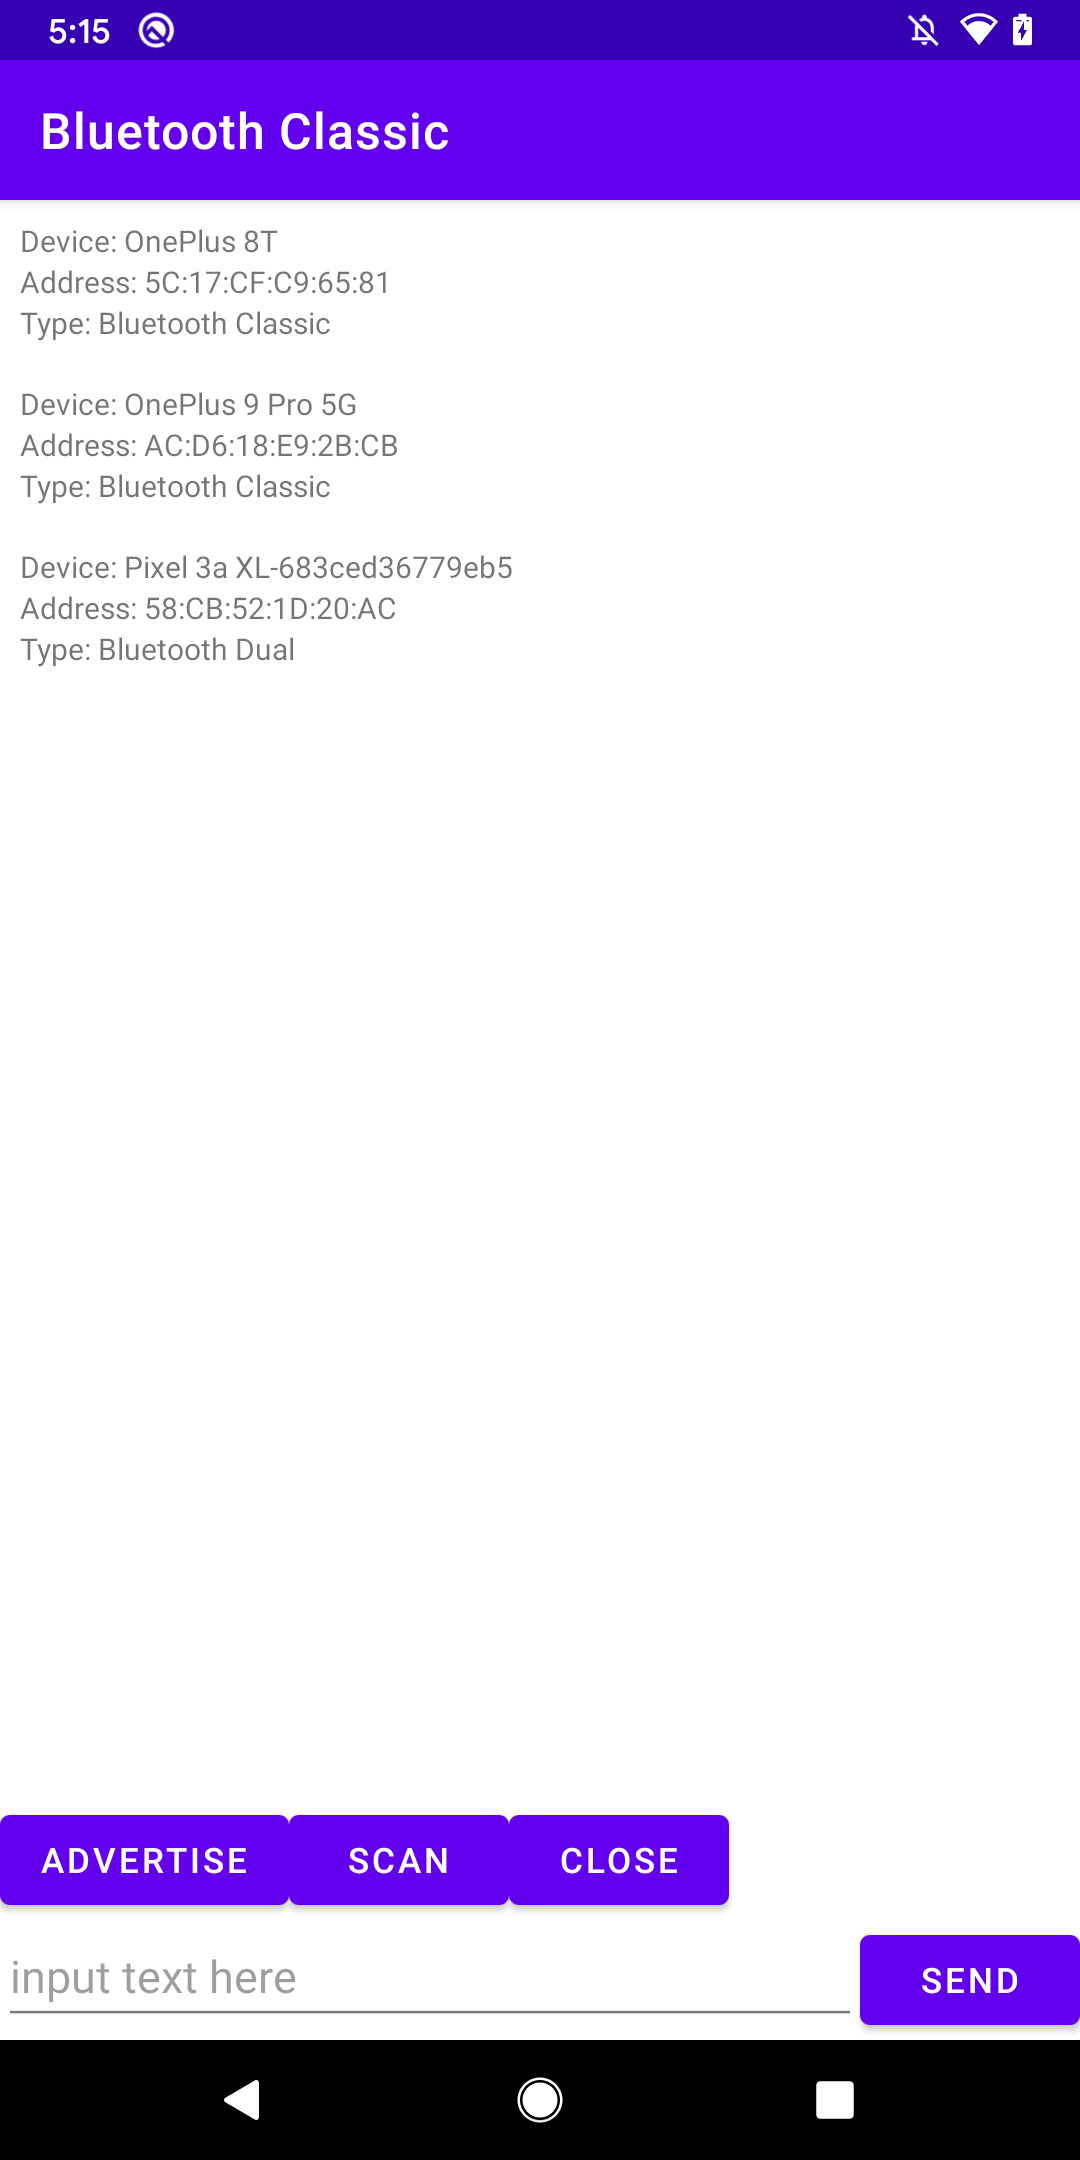 5:15
Bluetooth Classic
Device: OnePlus 8T
Address: 5C:17:CF:C9:65:81
Type: Bluetooth Classic
Device: OnePlus 9 Pro 5G
Address: AC:D6:18:E9:2B:CB
Type: Bluetooth Classic
Device: Pixel 3a XL-683ced36779eb5
Address: 58:CB:52:1D:20:AC
Type: Bluetooth Dual
ADVERTISE SCAN CLOSE
input text here SEND